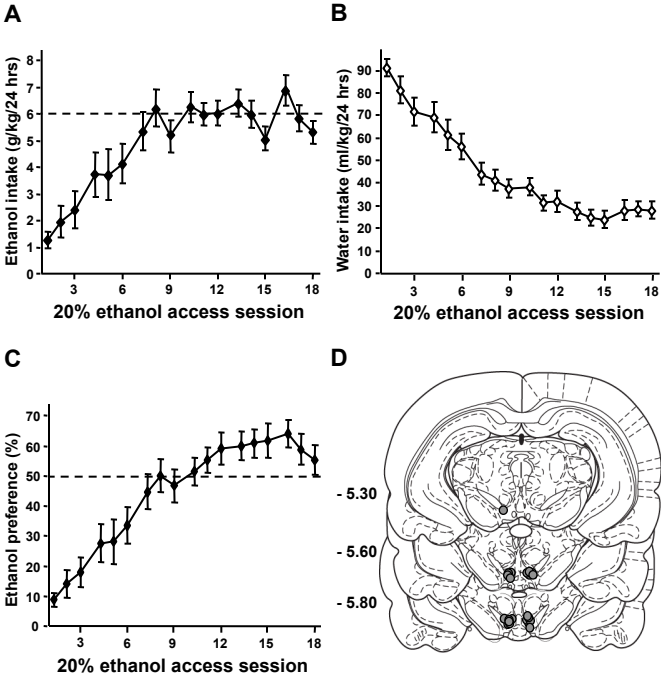 A
Ethanol intake (g/kg/24 hrs)
8
7
6
5
4
3
2
1
0
3 6 9 12 15 18
20% ethanol access session
B
Water intake (ml/kg/24 hrs)
90
80
70
60
50
40
30
20
10
0
3 6 9 12 15 18
20% ethanol access session
C
Ethanol preference (%)
70
60
50
40
30
20
10
0
3 6 9 12 15 18
20% ethanol access session
D
- 5.30
- 5.60
- 5.80